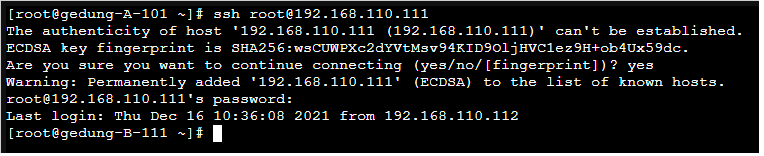 [root@gedung-A-101 ~]# ssh root@192.168.110.111
The authenticity of host '192.168.110.111 (192.168.110.111)' can't be established.
ECDSA key fingerprint is SHA256:wsCUWPXc2dYVtMsv94KID9OljHVC1ez9H+ob4Ux59dc.
Are you sure you want to continue connecting (yes/no/[fingerprint])? yes
Warning: Permanently added '192.168.110.111' (ECDSA) to the list of known hosts.
root@192.168.110.111's password:
Last login: Thu Dec 16 10:36:08 2021 from 192.168.110.112
[root@gedung-B-111 ~]#